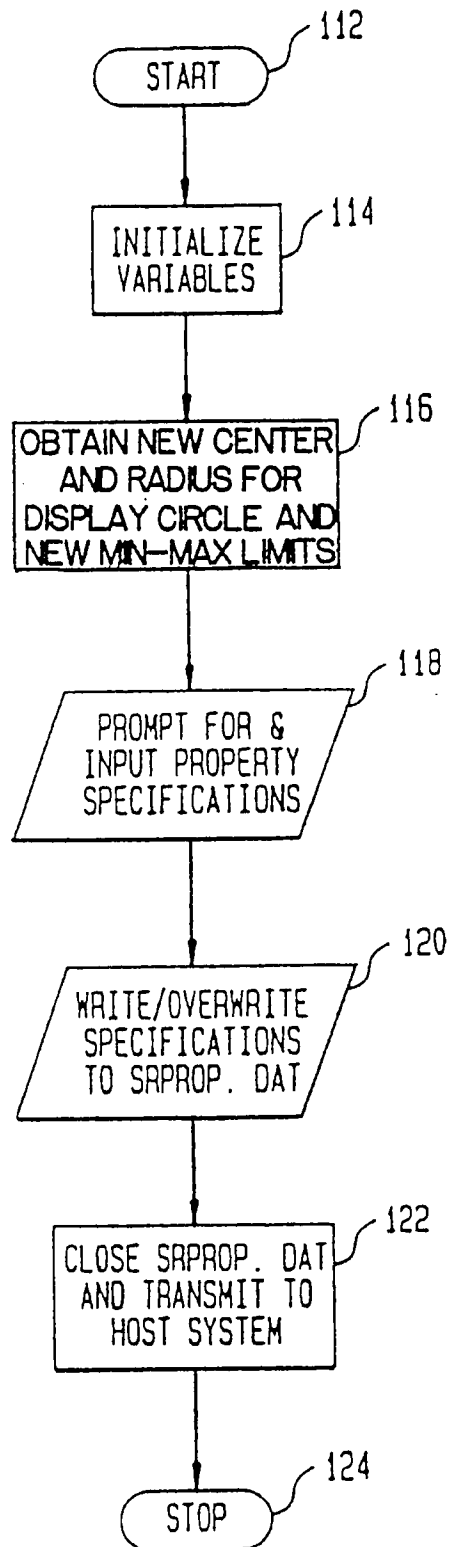 112
START
114
INITIALIZE
VARIABLES
116
OBTAIN NEW CENTER
AND RADIUS FOR
DISPLAY CIRCLE AND
NEW MIN-MAX LIMITS
118
PROMPT FOR &
INPUT PROPERTY
SPECIFICATIONS
120
WRITE/OVERWRITE
SPECIFICATIONS
TO SRPROP. DAT
122
CLOSE SRPROP. DAT
AND TRANSMIT TO
HOST SYSTEM
124
STOP